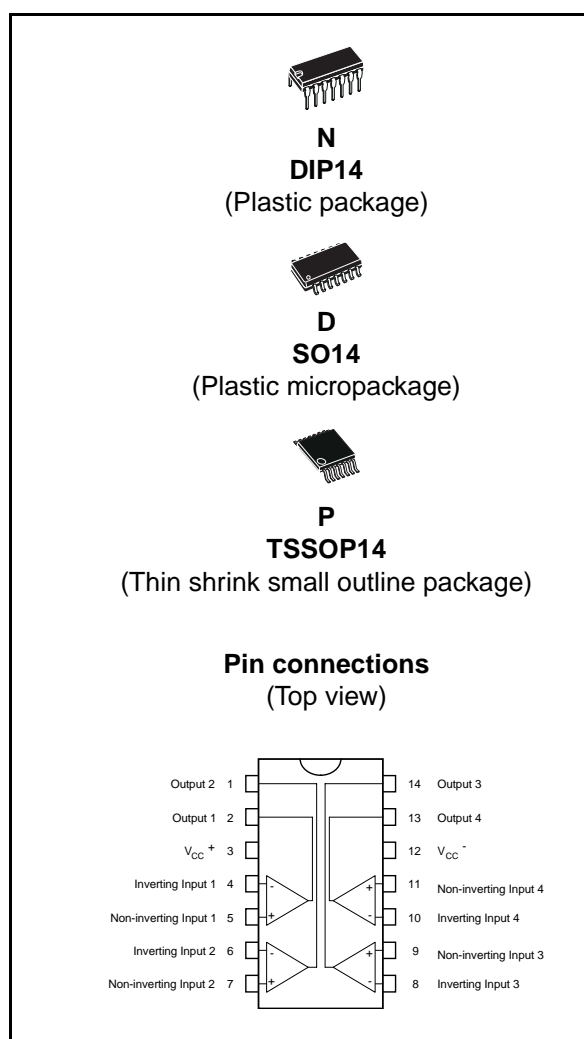 N
DIP14
(Plastic package)
D
SO14
(Plastic micropackage)
P
TSSOP14
(Thin shrink small outline package)
Pin connections
(Top view)
Output 2 1
14 Output 3
Output 1 2
13 Output 4
VCC + 3
12 VCC -
Inverting Input 1 4 -
+ 11 Non-inverting Input 4
Non-inverting Input 1 5 +
- 10 Inverting Input 4
Inverting Input 2 6 -
+ 9 Non-inverting Input 3
Non-inverting Input 2 7 +
- 8 Inverting Input 3